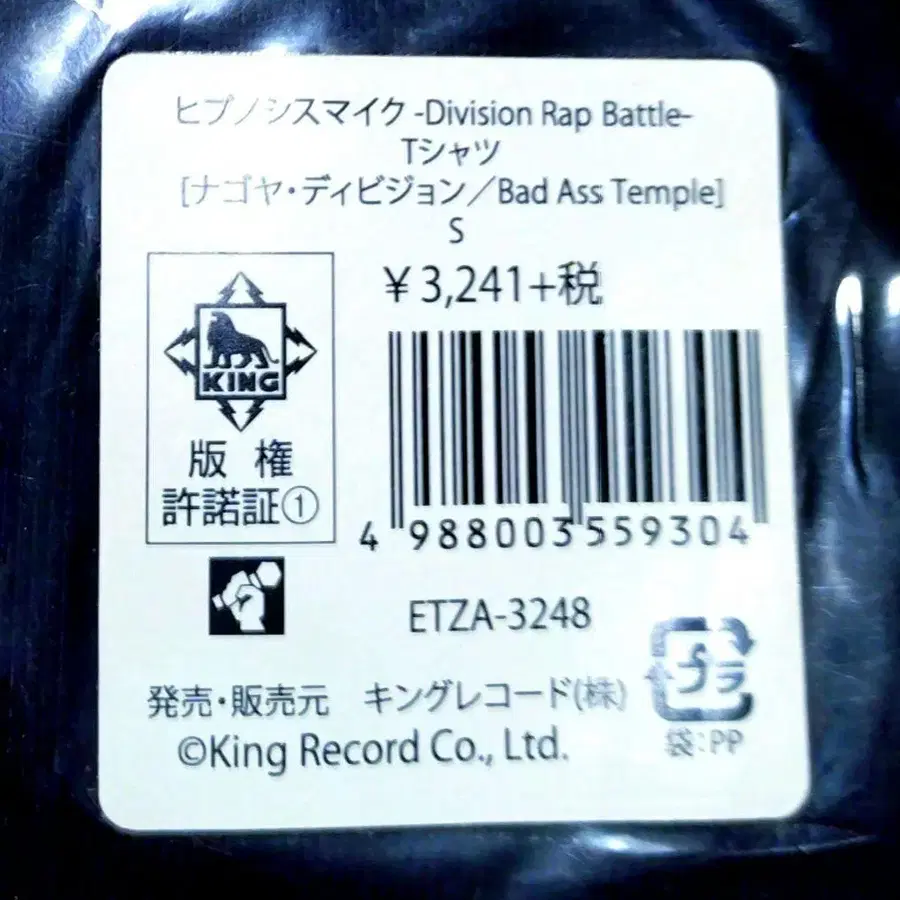 ヒプノシスマイク -Division Rap Battle-
Tシャツ
[ナゴヤ・ディビジョン／Bad Ass Temple]
S
¥3,241+税
KING
版 権
許諾証①
4 988003 559304
ETZA-3248
プラ
袋:PP
発売・販売元 キングレコード(株)
©King Record Co., Ltd.